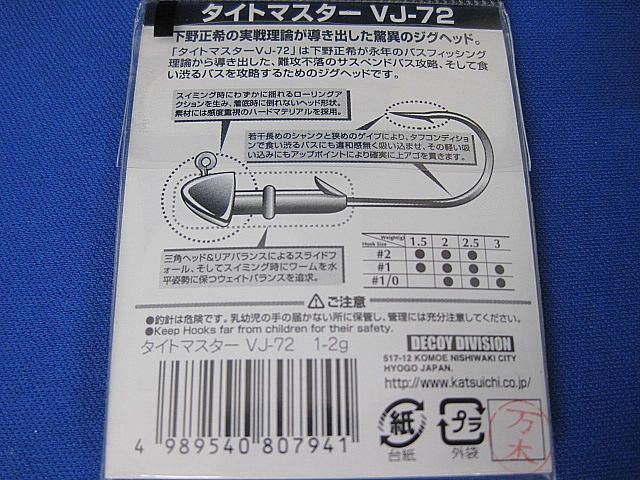 タイトマスター VJ-72
下野正希の実戦理論が導き出した驚異のジグヘッド。
「タイトマスターVJ-72」は下野正希が永年のバスフィッシング
理論から導き出した、難攻不落のサスペンドバス攻略、そして食
い渋るバスを攻略するためのジグヘッドです。
スイミング時にわずかに揺れるローリングア
クションを生み、着底時に倒れないヘッド形状。
素材には感度重視のハードマテリアルを採用。
若干長めのシャンクと狭めのゲイプにより、タフコンディショ
ンで食い渋るバスにも違和感無く吸い込ませ、その軽い吸
い込みにもアップポイントにより確実に上アゴを貫きます。
三角ヘッド&リアバランスによるスライドフ
ォール、そしてスイミング時にワームを水
平姿勢に保つウェイトバランスを追求。
Weight(g) 1.5 2 2.5 3
Hook Size
#2 ● ● ●
#1 ● ● ● ●
#1/0 ● ● ●
⚠ご注意
●釣針は危険です。乳幼児の手の届かない所に保管し、管理には充分注意してください。
●Keep Hooks far from children for their safety.
タイトマスター VJ-72 1-2g
DECOY DIVISION
517-12 KOMOE NISHIWAKI CITY
HYOGO JAPAN.
http://www.katsuichi.co.jp/
4 989540 807941
紙
台紙
プラ
外袋
万木